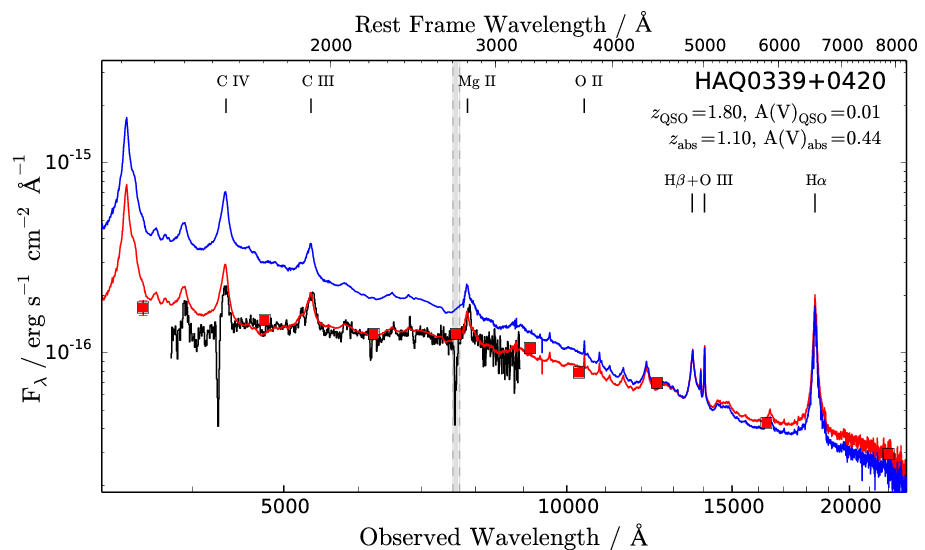 Rest Frame Wavelength / Å
2000 3000 4000 5000 6000 7000 8000
C IV C III Mg II O II
HAQ0339+0420
z_QSO=1.80, A(V)_QSO=0.01
z_abs=1.10, A(V)_abs=0.44
Hβ+O III Hα
10^-15
10^-16
F_λ / erg s^-1 cm^-2 Å^-1
5000 10000 15000 20000
Observed Wavelength / Å